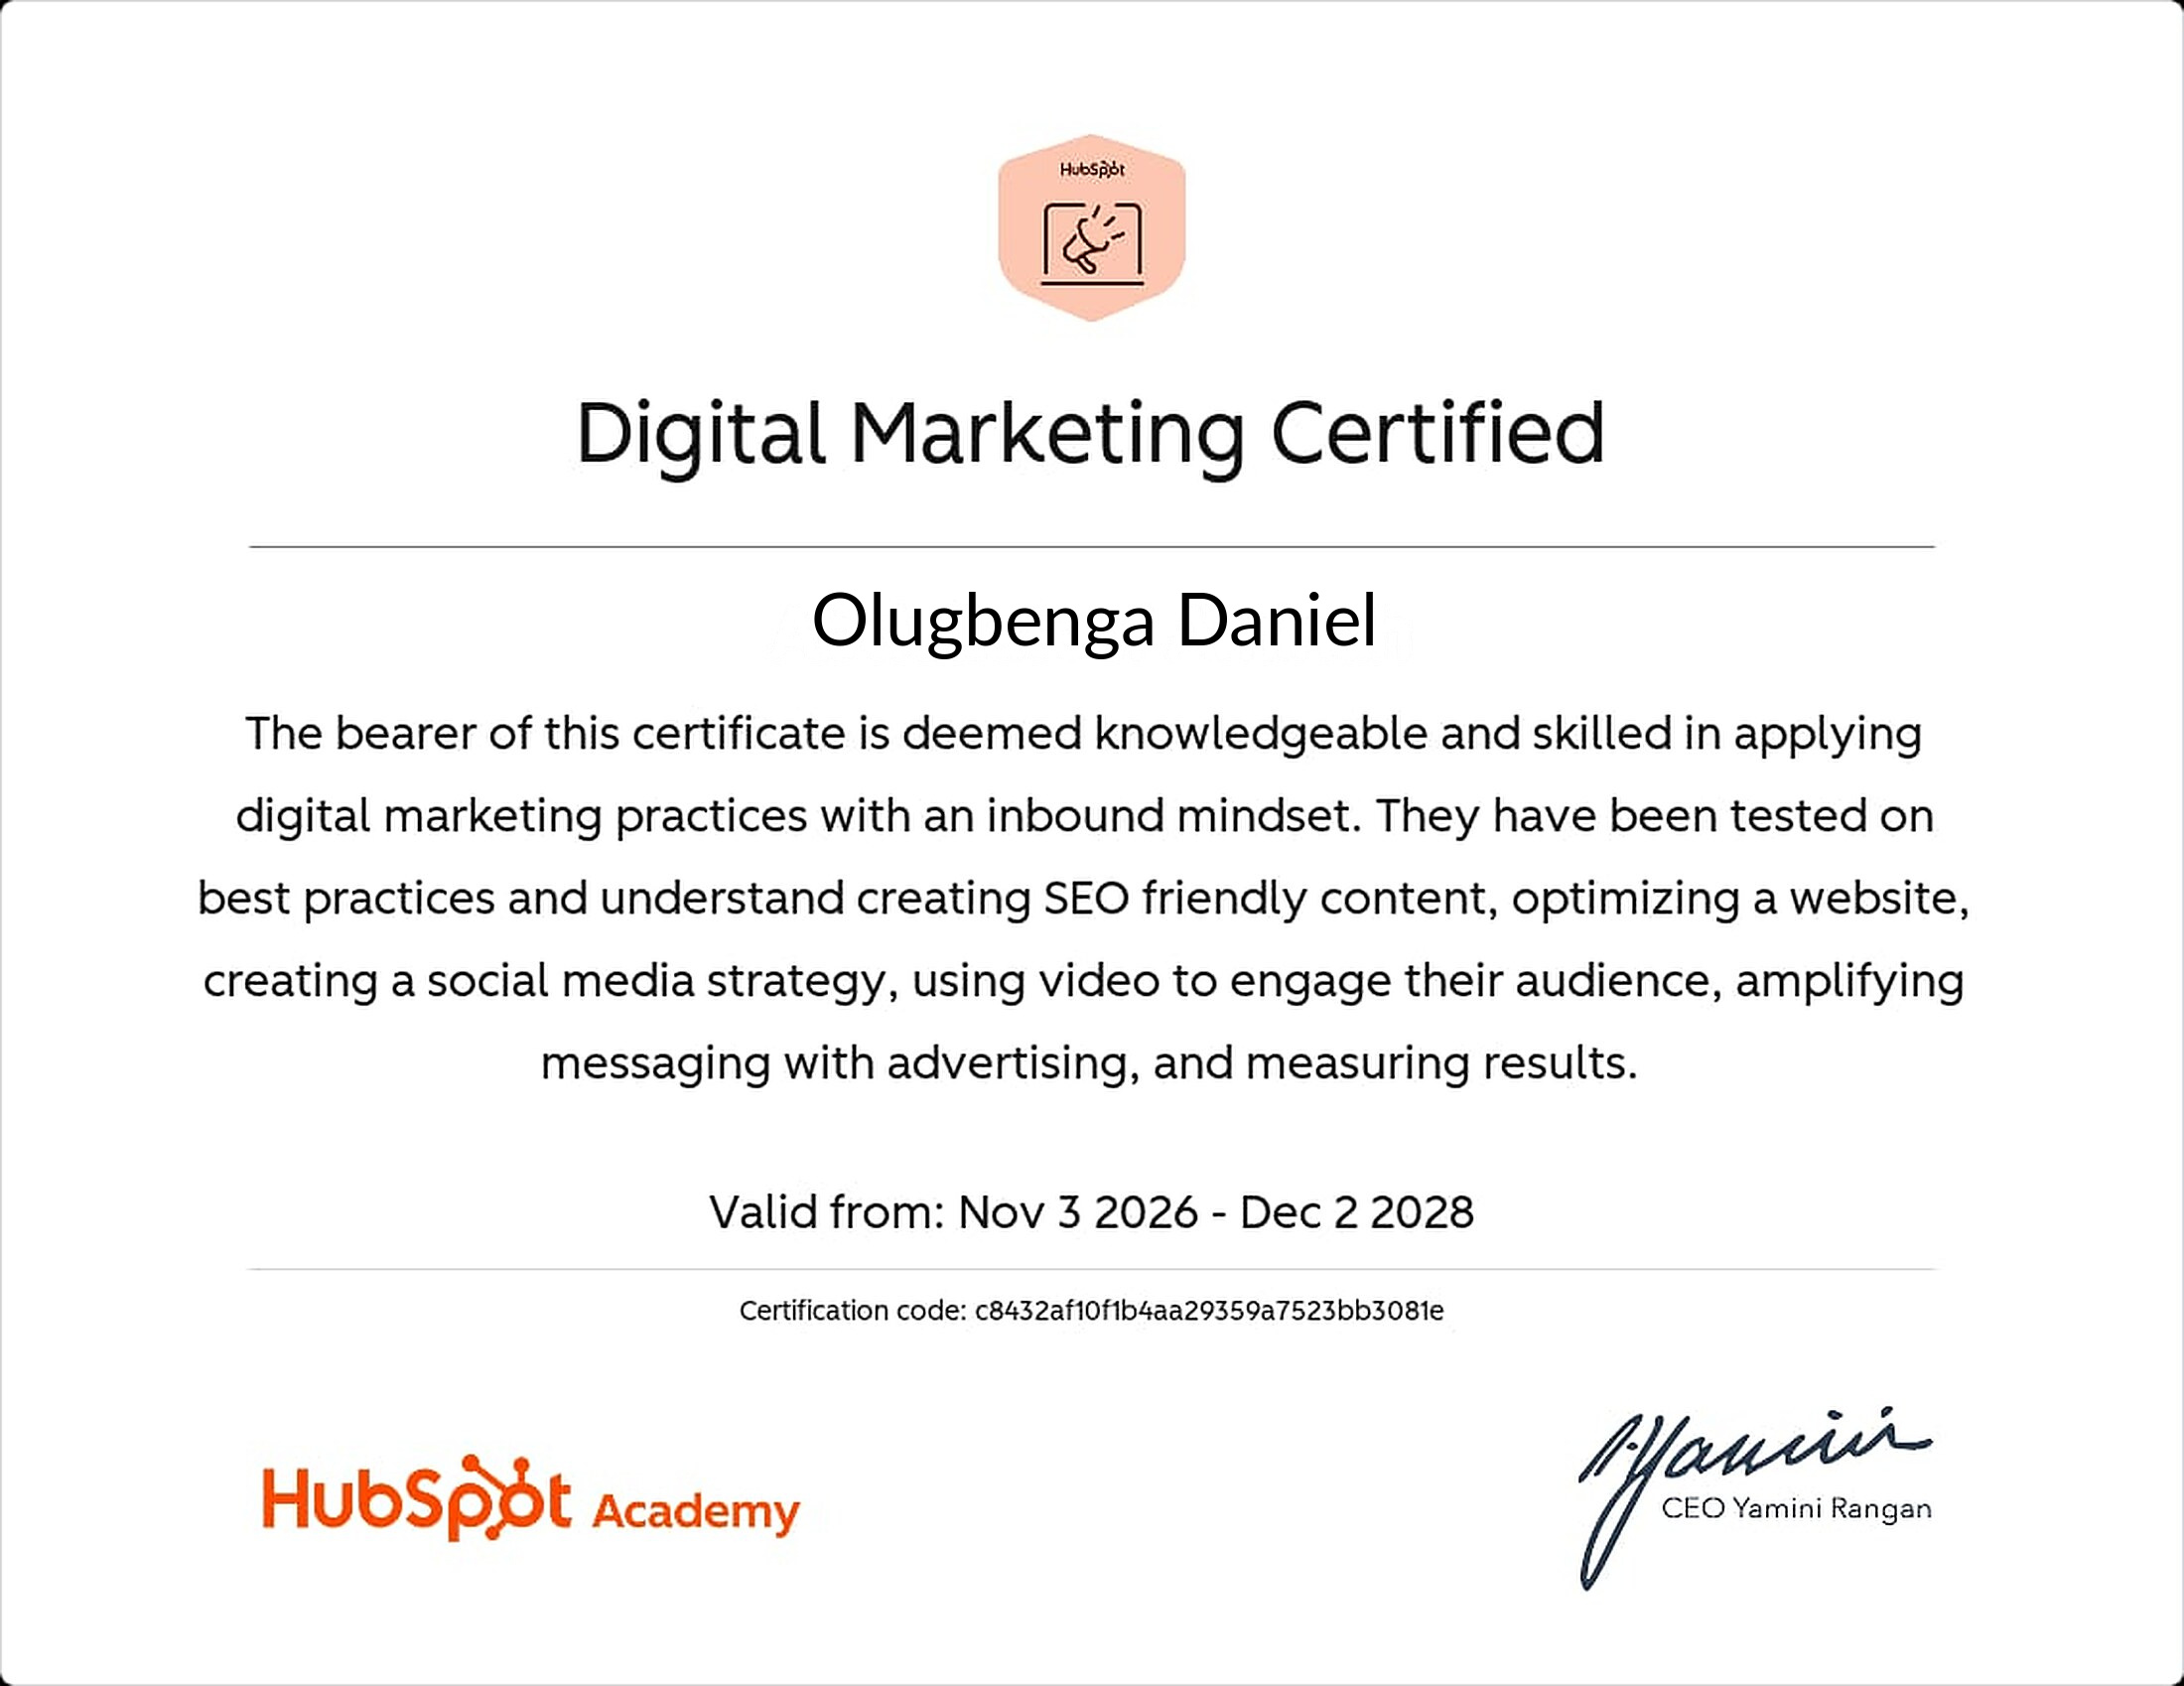 HubSpot
Digital Marketing Certified
Olugbenga Daniel
The bearer of this certificate is deemed knowledgeable and skilled in applying
digital marketing practices with an inbound mindset. They have been tested on
best practices and understand creating SEO friendly content, optimizing a website,
creating a social media strategy, using video to engage their audience, amplifying
messaging with advertising, and measuring results.
Valid from: Nov 3 2026 - Dec 2 2028
Certification code: c8432af10f1b4aa29359a7523bb3081e
HubSpot Academy
Yamini
CEO Yamini Rangan